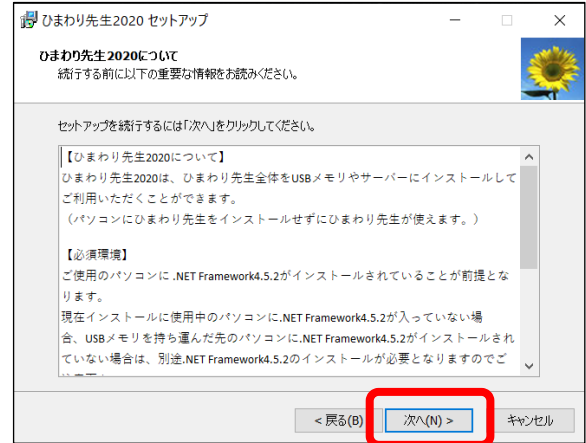 ひまわり先生2020 セットアップ
ひまわり先生2020について
続行する前に以下の重要な情報をお読みください。
セットアップを続行するには「次へ」をクリックしてください。
【ひまわり先生2020について】
ひまわり先生2020は、ひまわり先生全体をUSBメモリやサーバーにインストールして
ご利用いただくことができます。
（パソコンにひまわり先生をインストールせずにひまわり先生が使えます。）
【必須環境】
ご使用のパソコンに .NET Framework4.5.2がインストールされていることが前提とな
ります。
現在インストールに使用中のパソコンに.NET Framework4.5.2が入っていない場
合、USBメモリを持ち運んだ先のパソコンに.NET Framework4.5.2がインストールされ
ていない場合は、別途.NET Framework4.5.2のインストールが必要となりますのでご
< 戻る(B) 次へ(N) > キャンセル